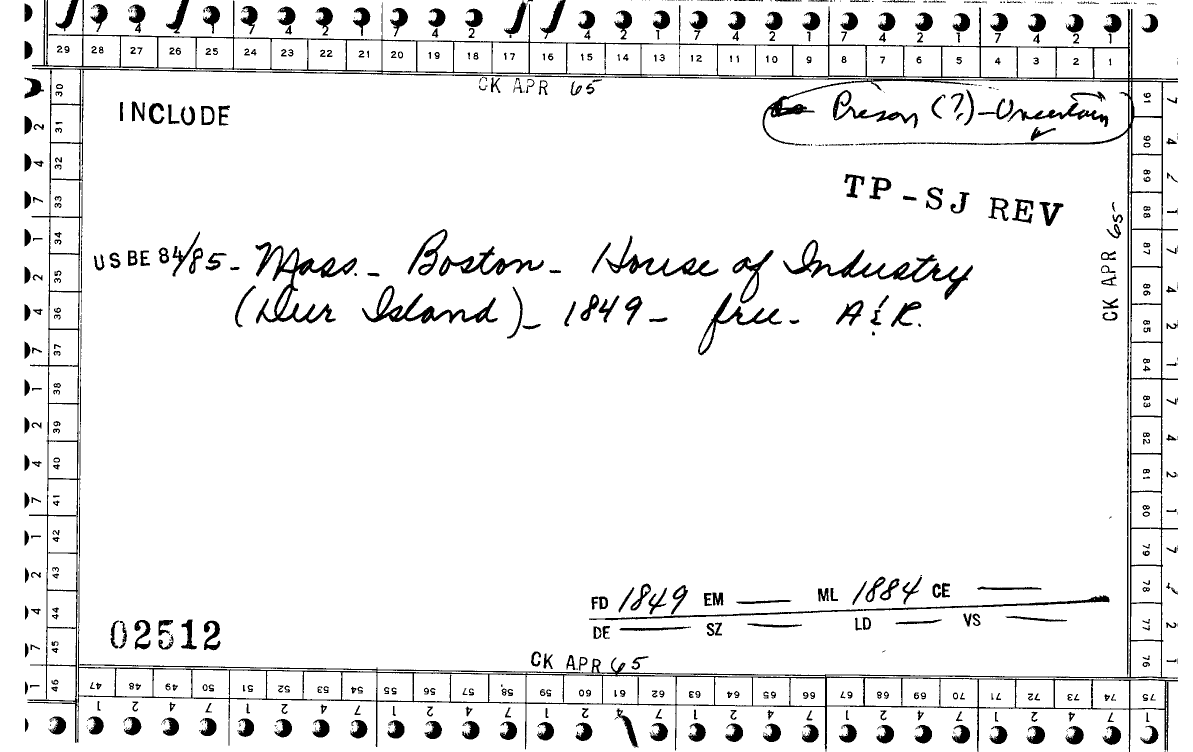 7 4 7 4 2 1 7 4 2 1 4 2 1 7 4 2 1 7 4 2 1 7 4 2 1
29 28 27 26 25 24 23 22 21 20 19 18 17 16 15 14 13 12 11 10 9 8 7 6 5 4 3 2 1
CK APR 65
INCLUDE
Prison (?) - Uncertain
TP - SJ REV
US BE 84/85 - Mass. - Boston - House of Industry
(Deer Island) - 1849 - free - A & R.
CK APR 65
FD 1849 EM — ML 1884 CE —
DE — SZ — LD — VS —
02512
CK APR 65
30 31 32 33 34 35 36 37 38 39 40 41 42 43 44 45 46
91 90 89 88 87 86 85 84 83 82 81 80 79 78 77 76
47 48 49 50 51 52 53 54 55 56 57 58 59 60 61 62 63 64 65 66 67 68 69 70 71 72 73 74 75
1 2 4 7 1 2 4 7 1 2 4 7 1 2 4 7 1 2 4 7 1 2 4 7 1 2 4 7 1